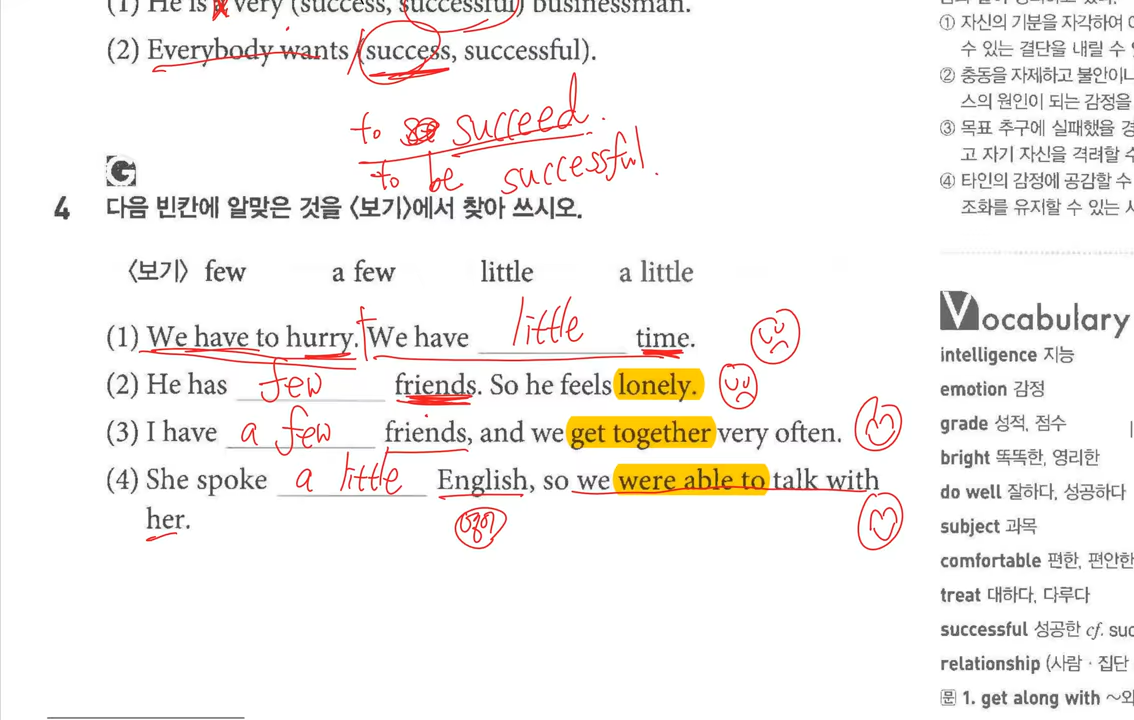 (1) He is a very (success, successful) businessman.
① 자신의 기분을 자각하여
수 있는 결단을 내릴 수
(2) Everybody wants (success, successful).
② 충동을 자제하고 불안이나
스의 원인이 되는 감정을
to succeed.
③ 목표 추구에 실패했을
고 자기 자신을 격려할 수
to be successful.
④ 타인의 감정에 공감할 수
조화를 유지할 수 있는
G
4 다음 빈칸에 알맞은 것을 〈보기〉에서 찾아 쓰시오.
〈보기〉 few a few little a little
(1) We have to hurry. We have little time.
(2) He has few friends. So he feels lonely.
(3) I have a few friends, and we get together very often.
(4) She spoke a little English, so we were able to talk with
her.
영어
Vocabulary
intelligence 지능
emotion 감정
grade 성적, 점수
bright 똑똑한, 영리한
do well 잘하다, 성공하다
subject 과목
comfortable 편한, 편안한
treat 대하다, 다루다
successful 성공한 cf. suc
relationship (사람·집단
문 1. get along with ~와